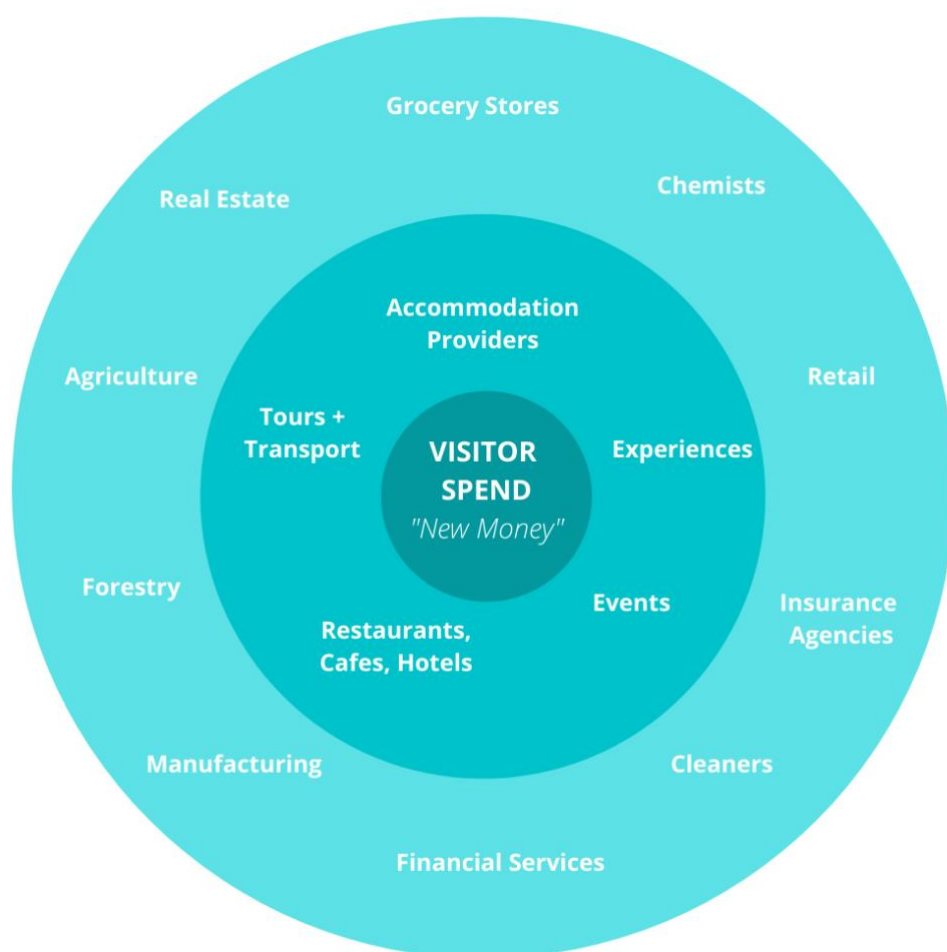 Grocery Stores
Real Estate
Chemists
Accommodation
Providers
Agriculture
Retail
Tours +
Transport
VISITOR
SPEND
"New Money"
Experiences
Forestry
Events
Insurance
Agencies
Restaurants,
Cafes, Hotels
Manufacturing
Cleaners
Financial Services